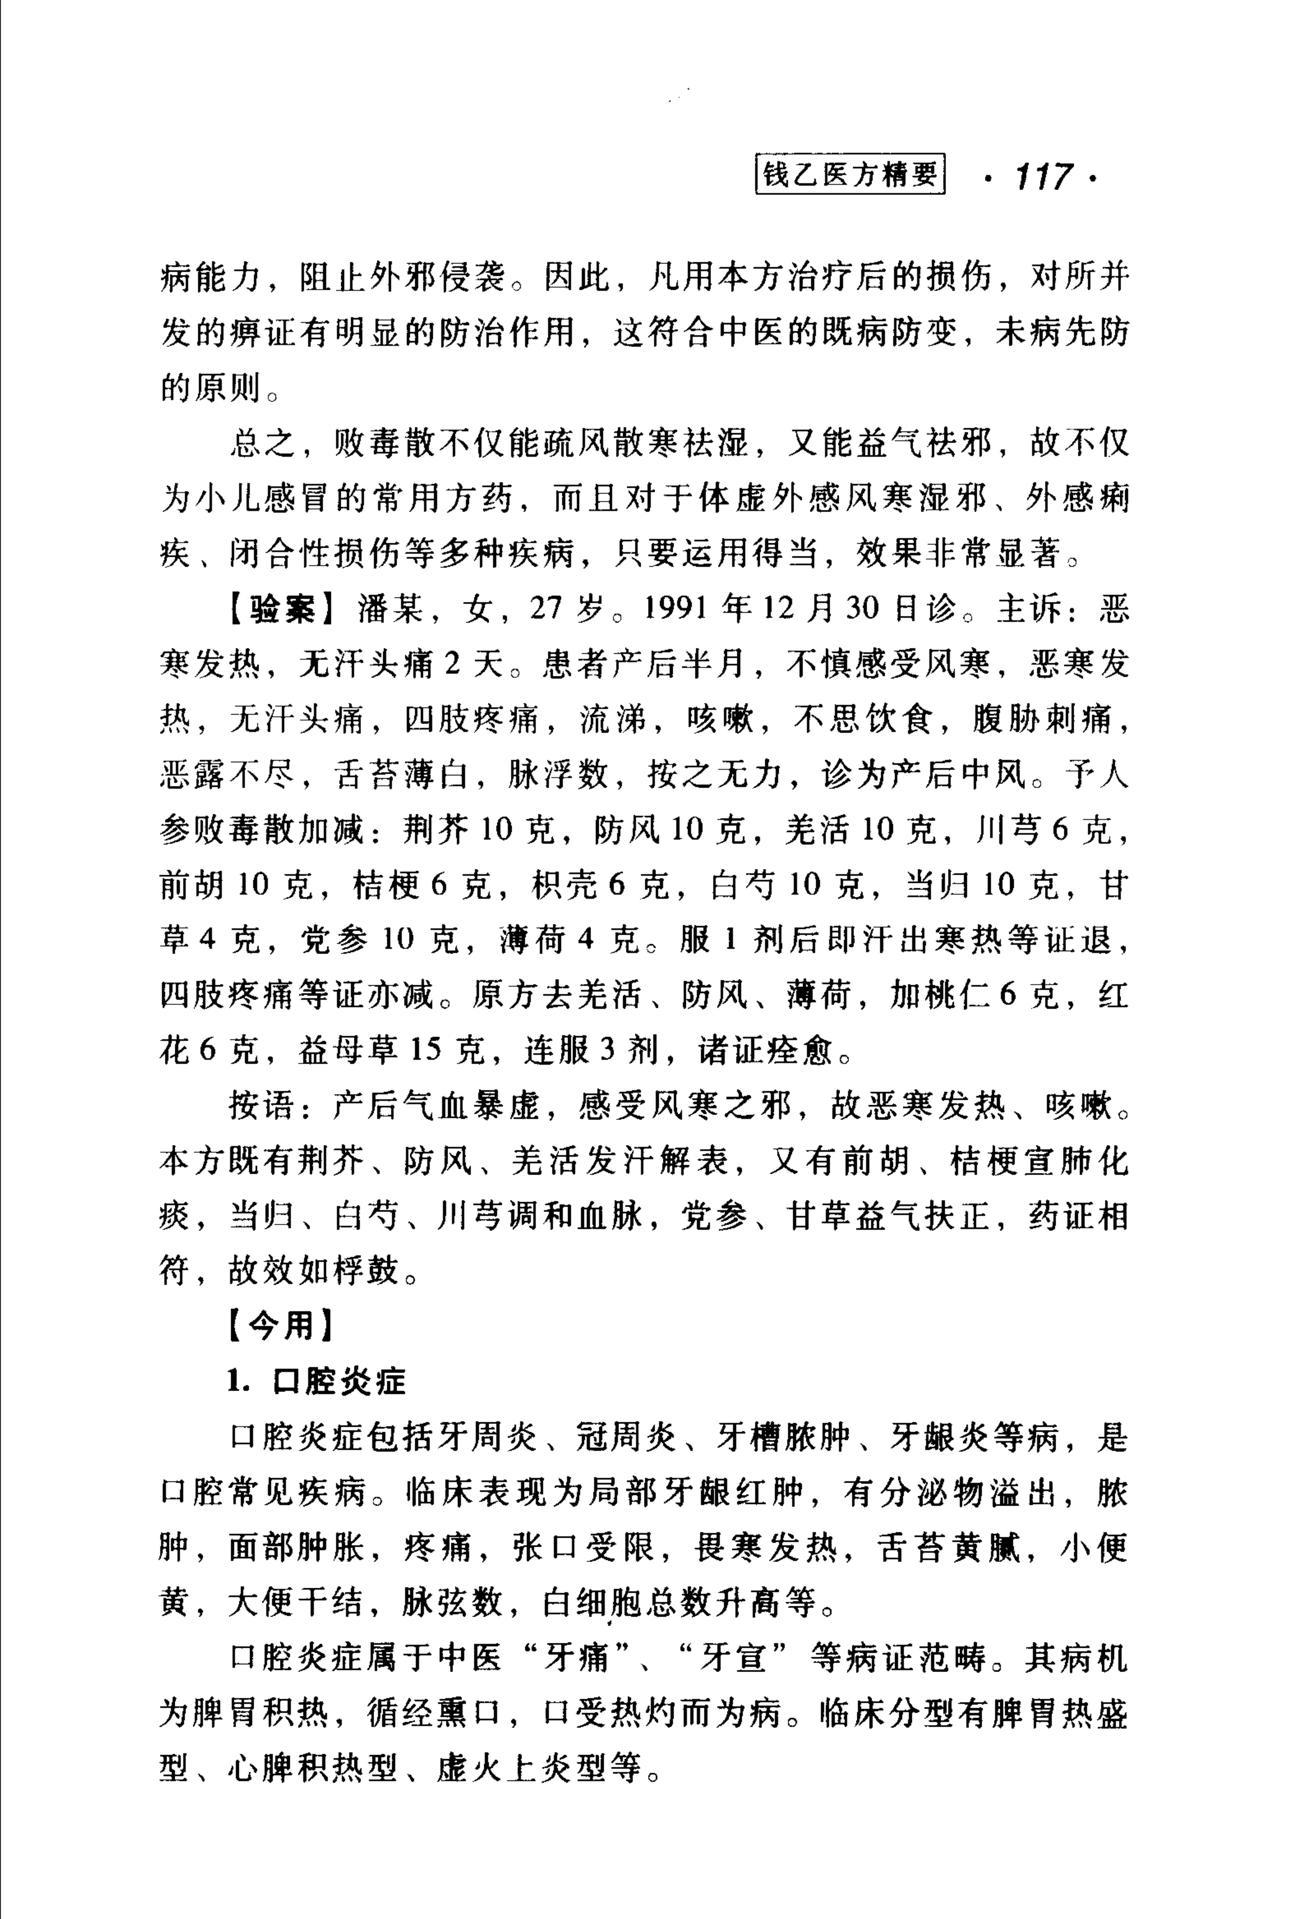 钱乙医方精要 · 117 ·
病能力，阻止外邪侵袭。因此，凡用本方治疗后的损伤，对所并
发的痹证有明显的防治作用，这符合中医的既病防变，未病先防
的原则。
总之，败毒散不仅能疏风散寒祛湿，又能益气祛邪，故不仅
为小儿感冒的常用方药，而且对于体虚外感风寒湿邪、外感痢
疾、闭合性损伤等多种疾病，只要运用得当，效果非常显著。
【验案】潘某，女，27 岁。1991 年 12 月 30 日诊。主诉：恶
寒发热，无汗头痛 2 天。患者产后半月，不慎感受风寒，恶寒发
热，无汗头痛，四肢疼痛，流涕，咳嗽，不思饮食，腹胁刺痛，
恶露不尽，舌苔薄白，脉浮数，按之无力，诊为产后中风。予人
参败毒散加减：荆芥 10 克，防风 10 克，羌活 10 克，川芎 6 克，
前胡 10 克，桔梗 6 克，枳壳 6 克，白芍 10 克，当归 10 克，甘
草 4 克，党参 10 克，薄荷 4 克。服 1 剂后即汗出寒热等证退，
四肢疼痛等证亦减。原方去羌活、防风、薄荷，加桃仁 6 克，红
花 6 克，益母草 15 克，连服 3 剂，诸证痊愈。
按语：产后气血暴虚，感受风寒之邪，故恶寒发热、咳嗽。
本方既有荆芥、防风、羌活发汗解表，又有前胡、桔梗宣肺化
痰，当归、白芍、川芎调和血脉，党参、甘草益气扶正，药证相
符，故效如桴鼓。
【今用】
1. 口腔炎症
口腔炎症包括牙周炎、冠周炎、牙槽脓肿、牙龈炎等病，是
口腔常见疾病。临床表现为局部牙龈红肿，有分泌物溢出，脓
肿，面部肿胀，疼痛，张口受限，畏寒发热，舌苔黄腻，小便
黄，大便干结，脉弦数，白细胞总数升高等。
口腔炎症属于中医“牙痛”、“牙宣”等病证范畴。其病机
为脾胃积热，循经熏口，口受热灼而为病。临床分型有脾胃热盛
型、心脾积热型、虚火上炎型等。